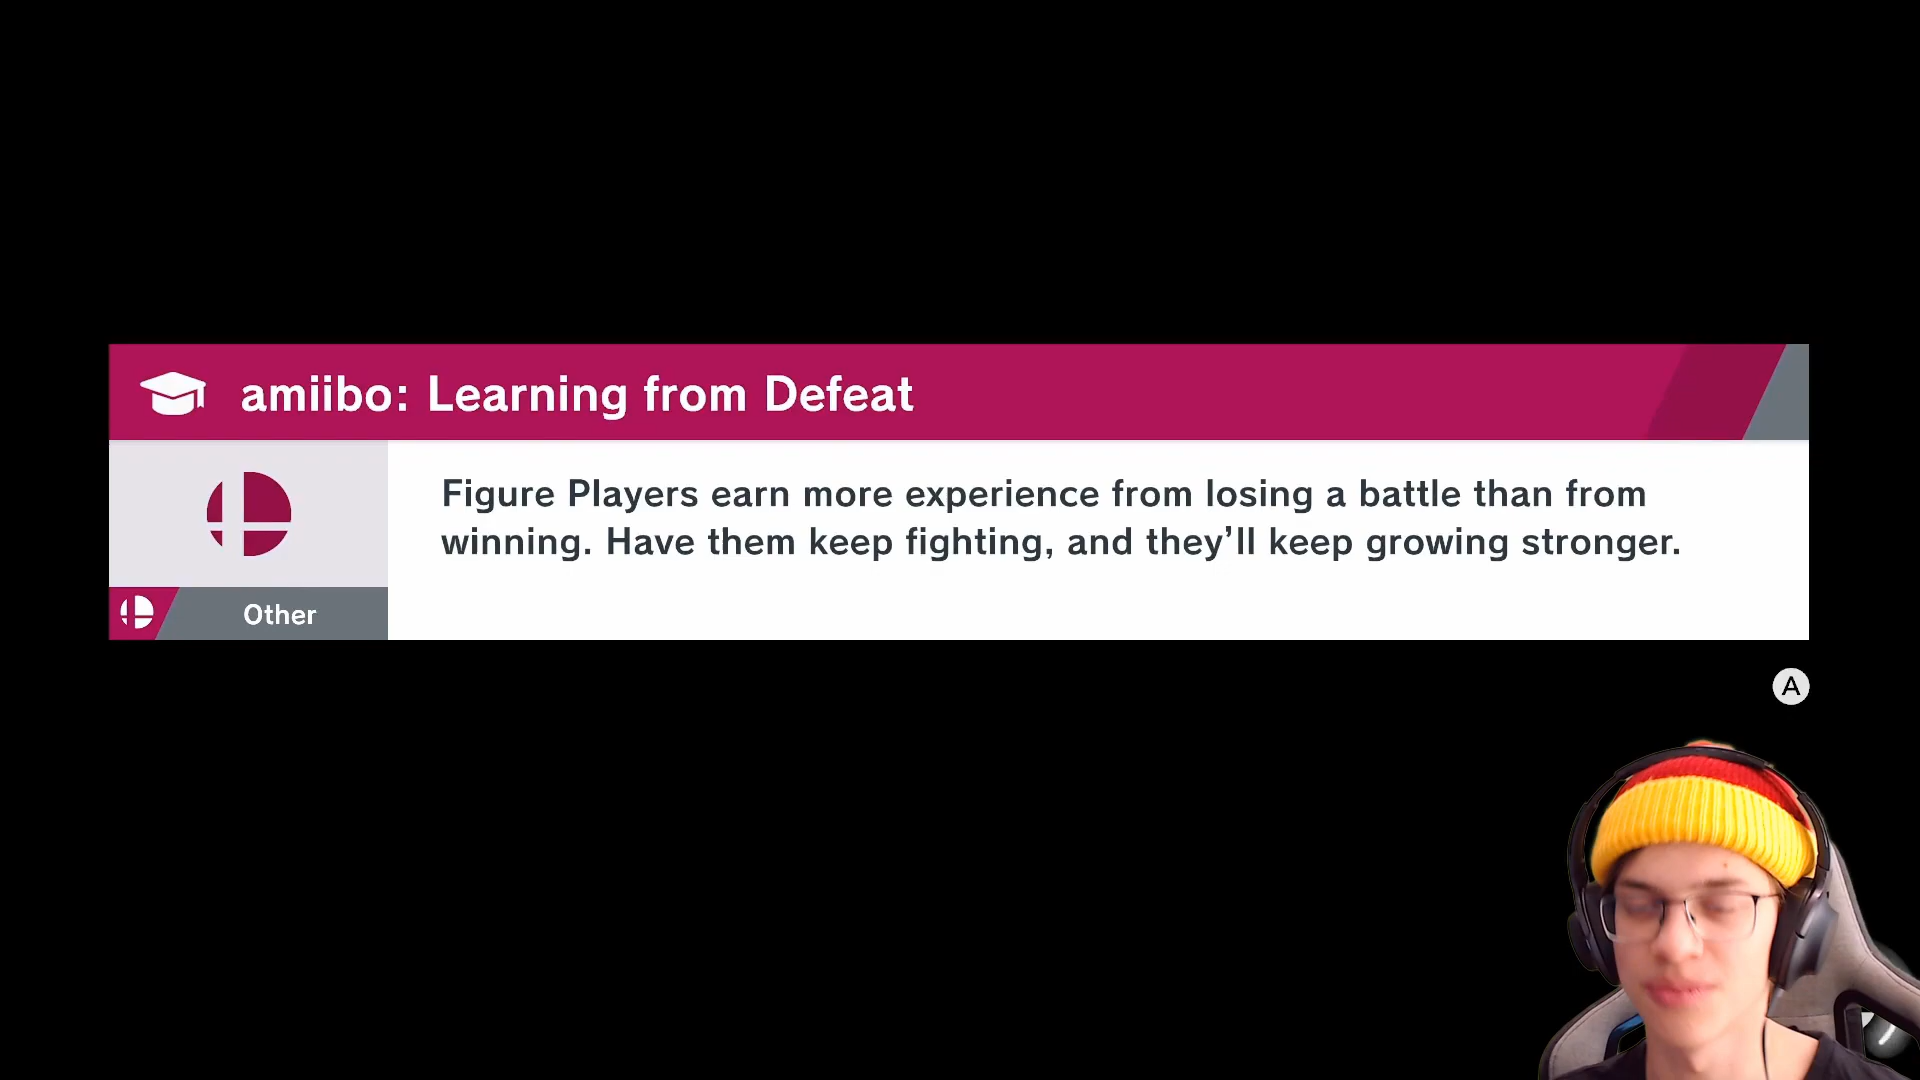 amiibo: Learning from Defeat
Figure Players earn more experience from losing a battle than from
winning. Have them keep fighting, and they’ll keep growing stronger.
Other
A